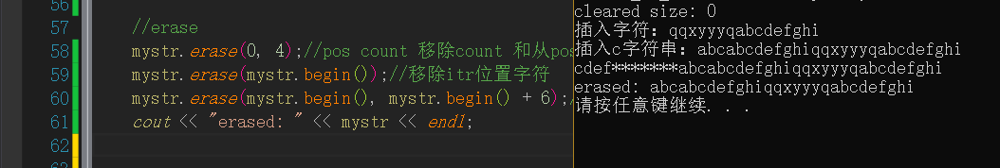 56
57 //erase
58 mystr.erase(0, 4);//pos count 移除count 和从pos
59 mystr.erase(mystr.begin());//移除itr位置字符
60 mystr.erase(mystr.begin(), mystr.begin() + 6);/
61 cout << "erased: " << mystr << endl;
62
cleared size: 0
插入字符: qqxyyyqabcdefghi
插入c字符串: abcabcdefghiqqxyyyqabcdefghi
cdef********abcabcdefghiqqxyyyqabcdefghi
erased: abcabcdefghiqqxyyyqabcdefghi
请按任意键继续. . .